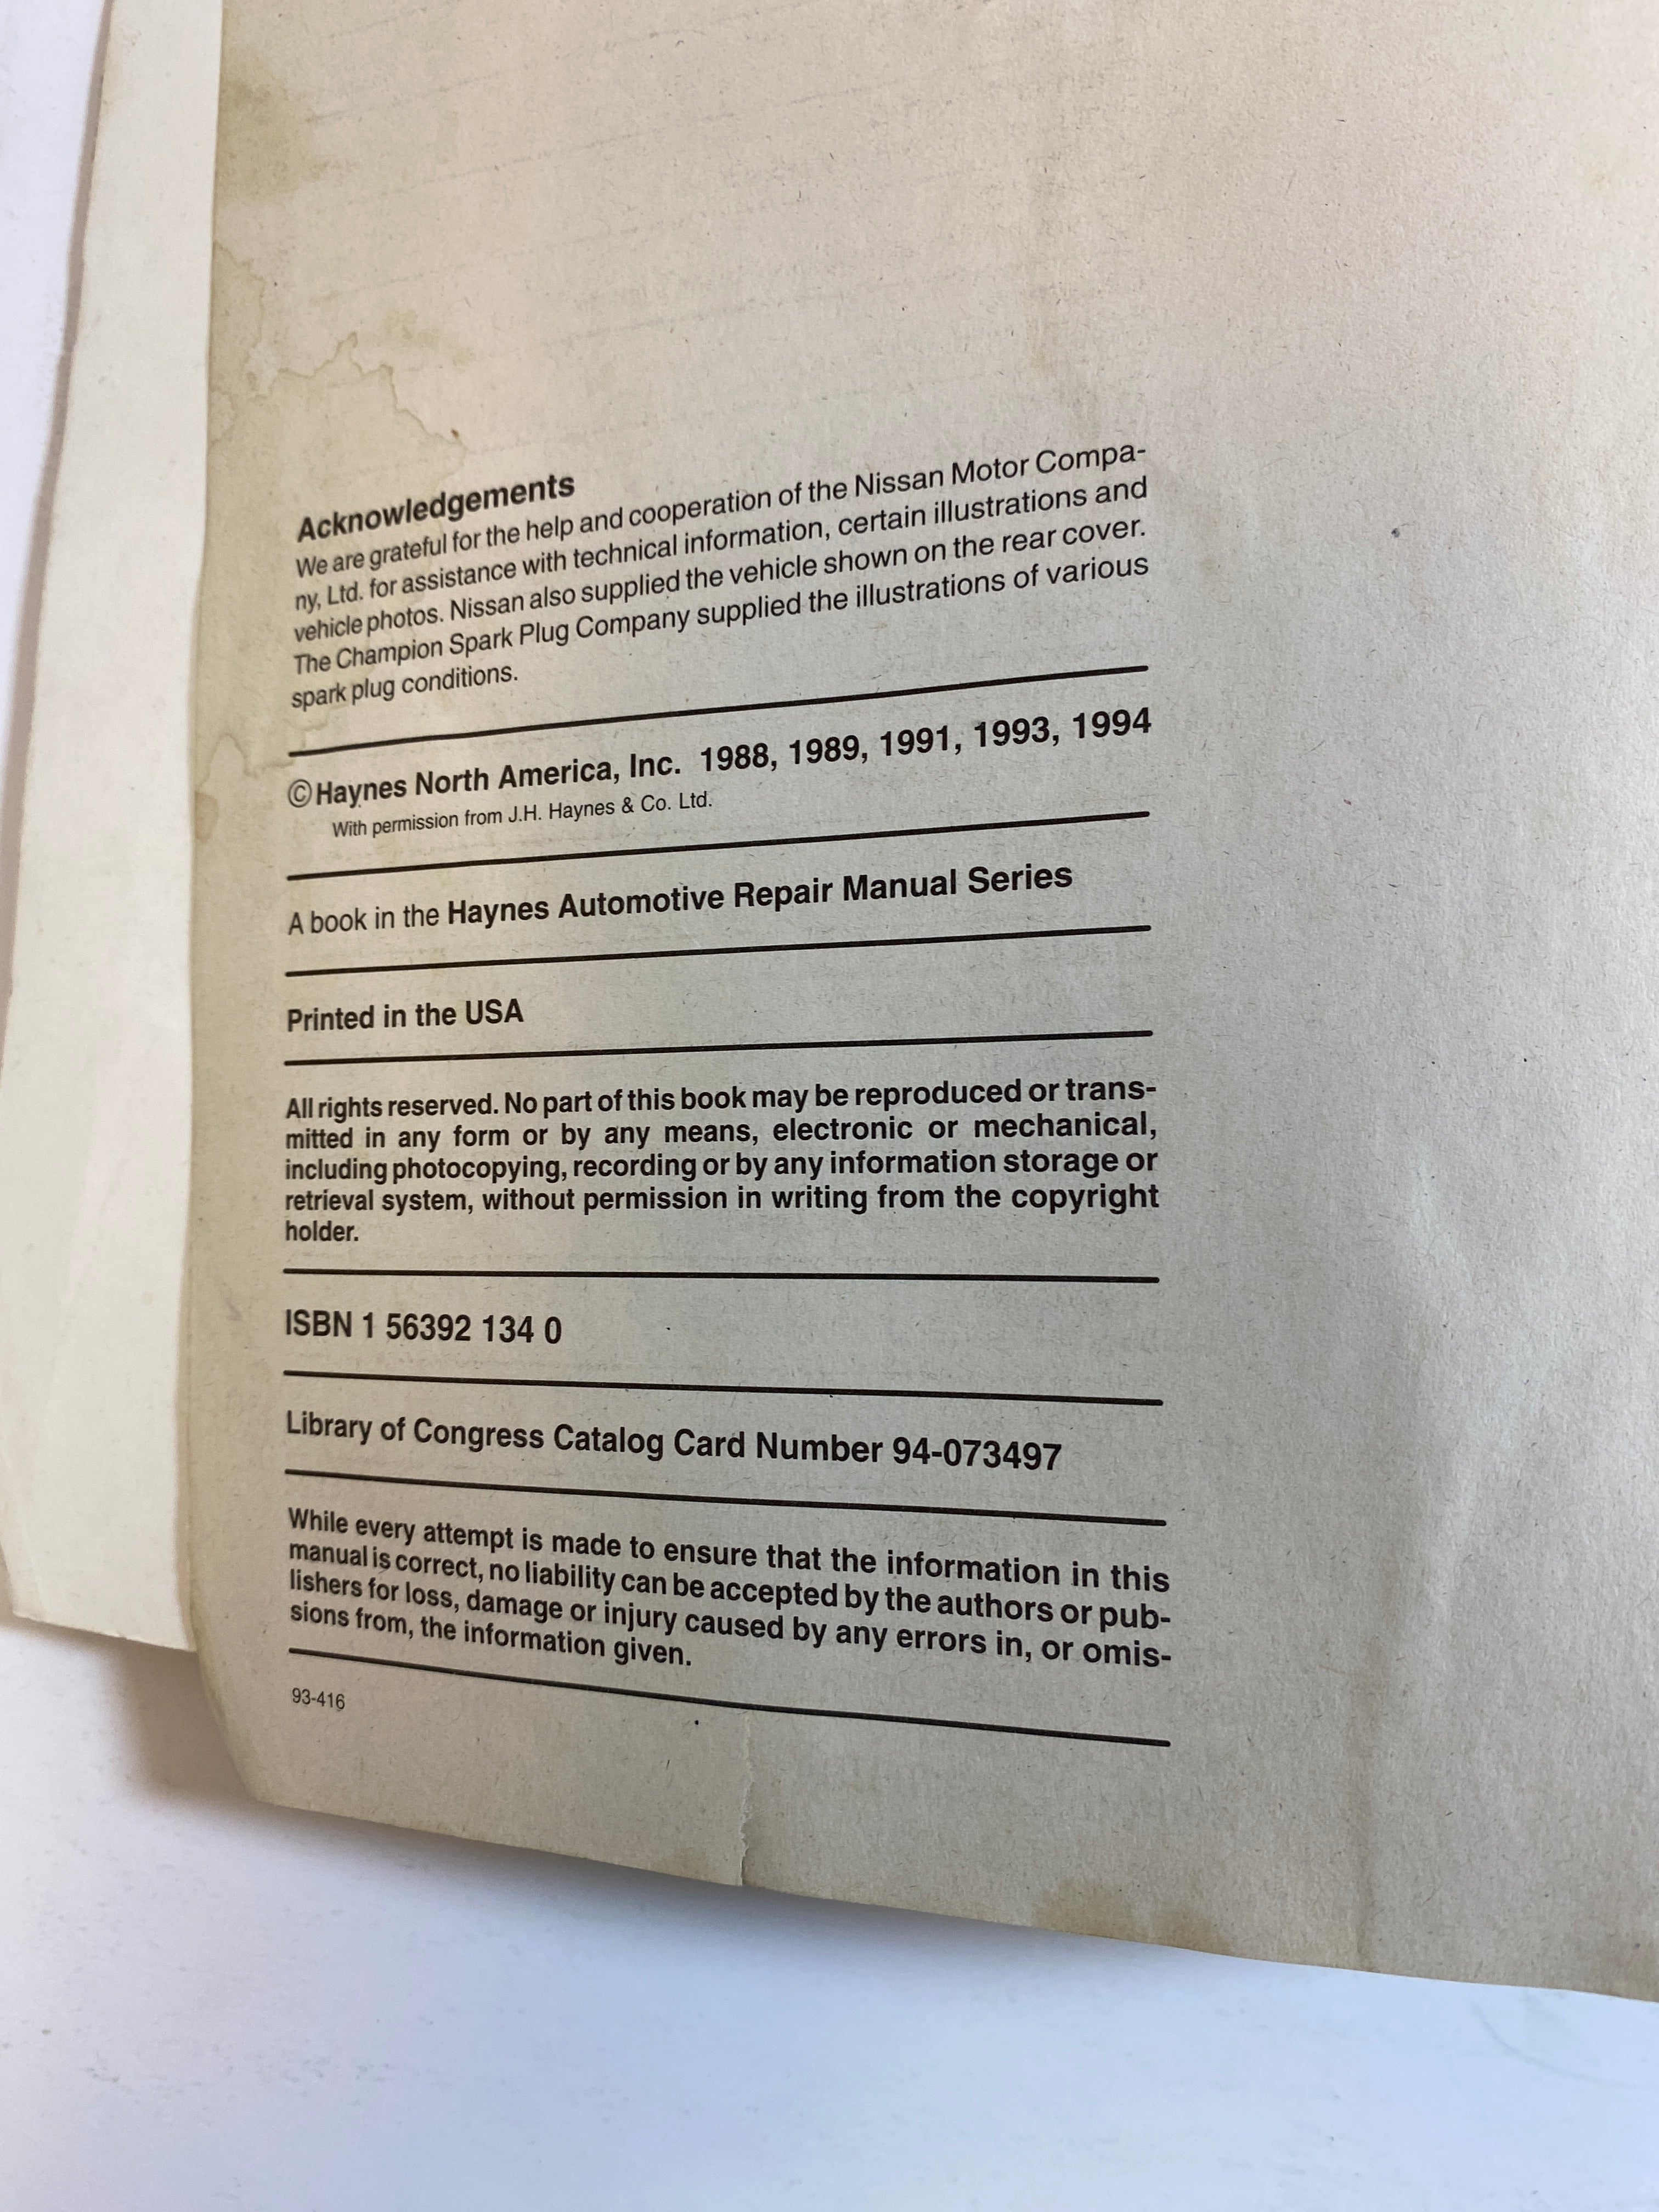 Acknowledgements
We are grateful for the help and cooperation of the Nissan Motor Compa-
ny, Ltd. for assistance with technical information, certain illustrations and
vehicle photos. Nissan also supplied the vehicle shown on the rear cover.
The Champion Spark Plug Company supplied the illustrations of various
spark plug conditions.
©Haynes North America, Inc. 1988, 1989, 1991, 1993, 1994
With permission from J.H. Haynes & Co. Ltd.
A book in the Haynes Automotive Repair Manual Series
Printed in the USA
All rights reserved. No part of this book may be reproduced or trans-
mitted in any form or by any means, electronic or mechanical,
including photocopying, recording or by any information storage or
retrieval system, without permission in writing from the copyright
holder.
ISBN 1 56392 134 0
Library of Congress Catalog Card Number 94-073497
While every attempt is made to ensure that the information in this
manual is correct, no liability can be accepted by the authors or pub-
lishers for loss, damage or injury caused by any errors in, or omis-
sions from, the information given.
93-416